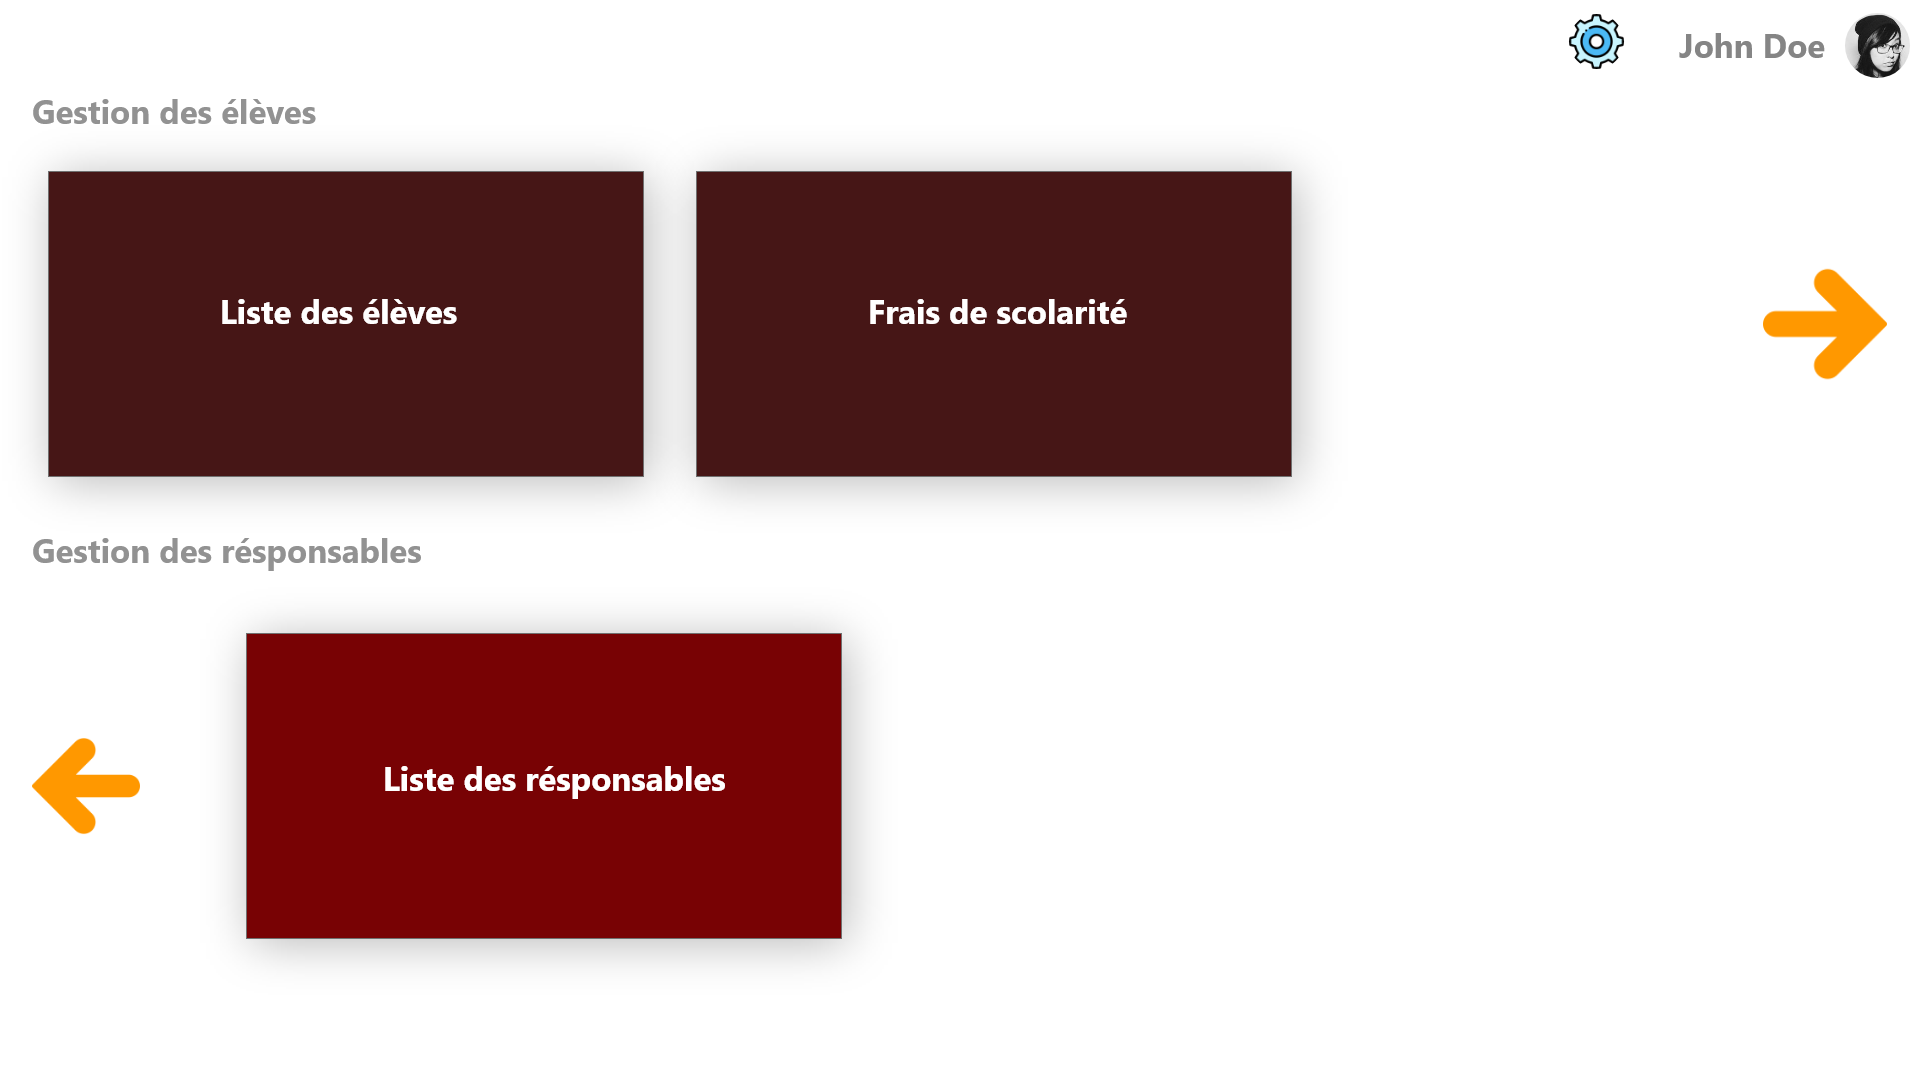 John Doe
Gestion des élèves
Liste des élèves
Frais de scolarité
Gestion des résponsables
Liste des résponsables